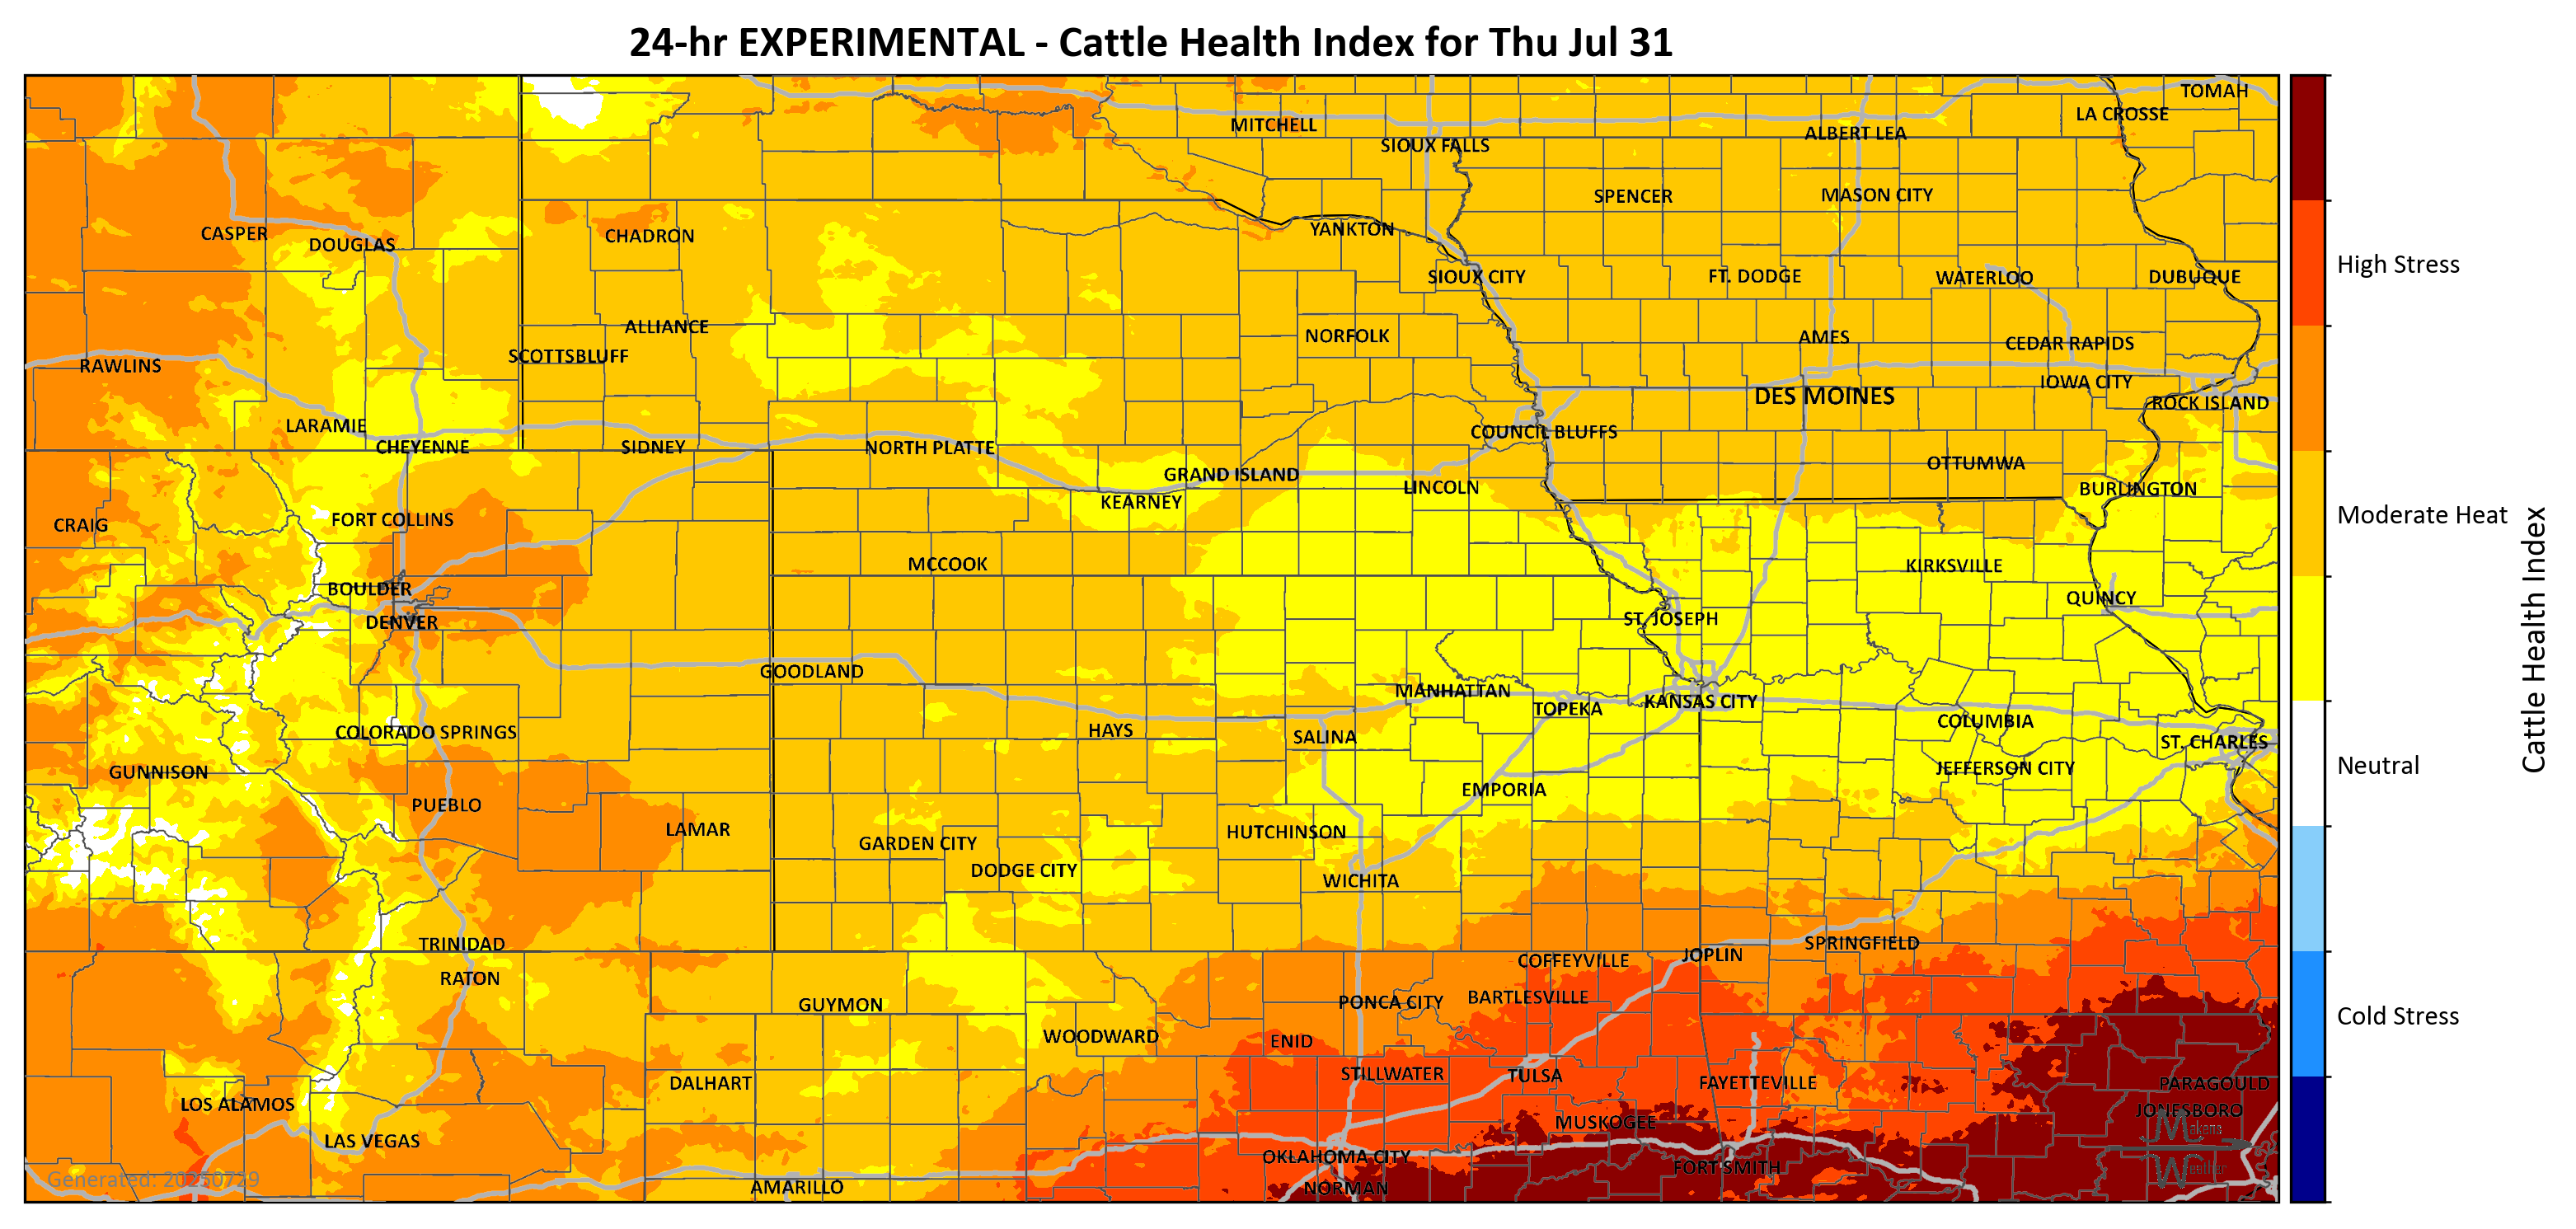 24-hr EXPERIMENTAL - Cattle Health Index for Thu Jul 31
TOMAH
LA CROSSE
MITCHELL
ALBERT LEA
SIOUX FALLS
SPENCER
MASON CITY
CASPER
DOUGLAS
CHADRON
YANKTON
SIOUX CITY
FT. DODGE
WATERLOO
DUBUQUE
High Stress
ALLIANCE
NORFOLK
AMES
CEDAR RAPIDS
SCOTTSBLUFF
RAWLINS
IOWA CITY
DES MOINES
ROCK ISLAND
LARAMIE
CHEYENNE
SIDNEY
NORTH PLATTE
COUNCIL BLUFFS
GRAND ISLAND
OTTUMWA
LINCOLN
BURLINGTON
KEARNEY
Moderate Heat
CRAIG
FORT COLLINS
MCCOOK
KIRKSVILLE
BOULDER
QUINCY
DENVER
ST. JOSEPH
Cattle Health Index
GOODLAND
MANHATTAN
TOPEKA
KANSAS CITY
COLORADO SPRINGS
HAYS
SALINA
COLUMBIA
ST. CHARLES
GUNNISON
JEFFERSON CITY
Neutral
PUEBLO
EMPORIA
LAMAR
GARDEN CITY
HUTCHINSON
DODGE CITY
WICHITA
TRINIDAD
SPRINGFIELD
RATON
COFFEYVILLE
JOPLIN
GUYMON
PONCA CITY
BARTLESVILLE
Cold Stress
WOODWARD
ENID
DALHART
STILLWATER
TULSA
FAYETTEVILLE
PARAGOULD
LOS ALAMOS
JONESBORO
MUSKOGEE
Makens
LAS VEGAS
OKLAHOMA CITY
FORT SMITH
Weather
Generated: 20250729
AMARILLO
NORMAN